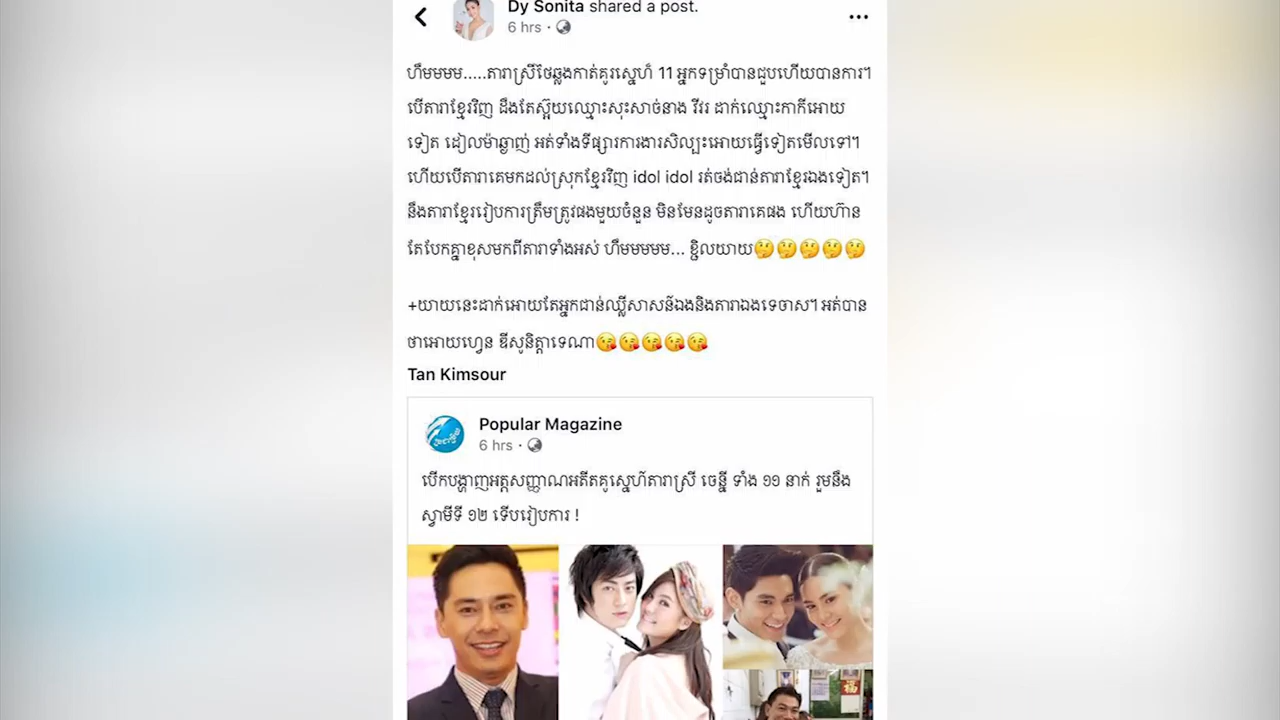 Dy Sonita shared a post.
6 hrs ·
ហឹមមមម.....តារាស្រីថៃឆ្លងកាត់គូរស្នេហ៍ 11 អ្នកទម្រាំបានជួបហើយបានការ។
បើតារាខ្មែរវិញ ដឹងតែស្អុយឈ្មោះសុះសាច់នាង វីវរ ដាក់ឈ្មោះកាកីអោយ
ទៀត ដៀលម៉ាឆ្ងាញ់ អត់ទាំងទីផ្សារការងារសិល្បះអោយធ្វើទៀតមើលទៅ។
ហើយបើតារាគេមកដល់ស្រុកខ្មែរវិញ idol idol រត់ចង់ជាន់តារាខ្មែរឯងទៀត។
នឹងតារាខ្មែររៀបការត្រឹមត្រូវផងមួយចំនួន មិនមែនដូចតារាគេផង ហើយហ៊ាន
តែបែកគ្នាខុសមកពីតារាទាំងអស់ ហឹមមមមម... ខ្ជិលយាយ🤔🤔🤔🤔🤔
+យាយនេះដាក់អោយតែអ្នកជាន់ឈ្លីសាសន៍ឯងនិងតារាឯងទេចាស។ អត់បាន
ថាអោយហ្វេន ឌីសូនិត្តាទេណា😘😘😘😘😘
Tan Kimsour
Popular Magazine
6 hrs ·
បើកបង្ហាញអត្តសញ្ញាណអតីតគូស្នេហ៍តារាស្រី ចេន្នី ទាំង ១១ នាក់ រួមនឹង
ស្វាមីទី ១២ ទើបរៀបការ !
福